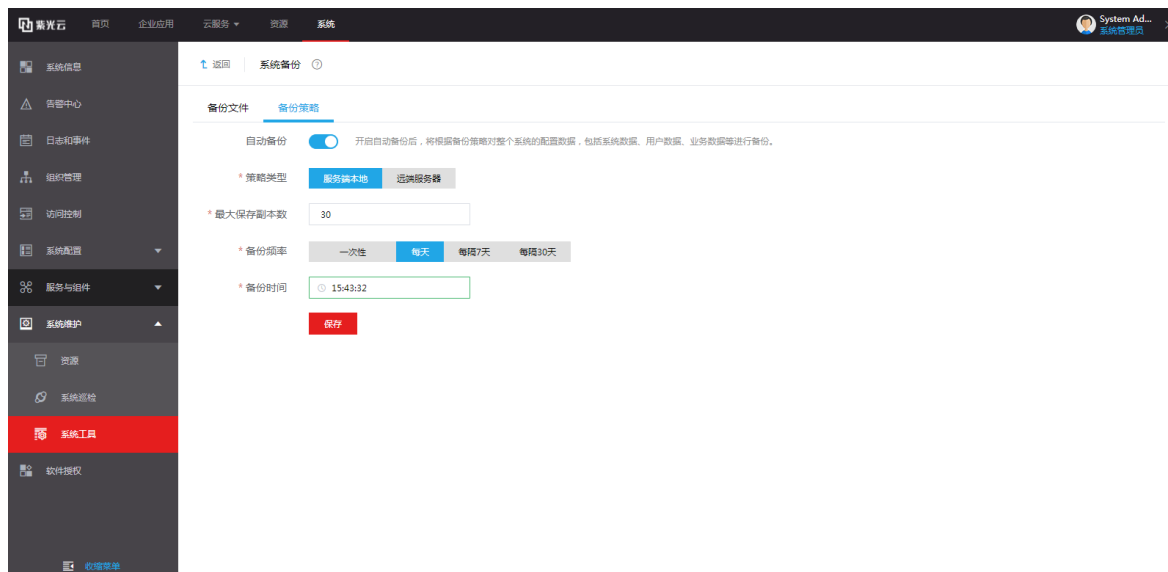 紫光云 首页 企业应用 云服务 资源 系统 System Ad...
系统管理员
系统信息
告警中心
日志和事件
组织管理
访问控制
系统配置
服务与组件
系统维护
资源
系统巡检
系统工具
软件授权
收缩菜单
返回 系统备份
备份文件 备份策略
自动备份 开启自动备份后，将根据备份策略对整个系统的配置数据，包括系统数据、用户数据、业务数据等进行备份。
* 策略类型 服务端本地 远端服务器
* 最大保存副本数 30
* 备份频率 一次性 每天 每隔7天 每隔30天
* 备份时间 15:43:32
保存